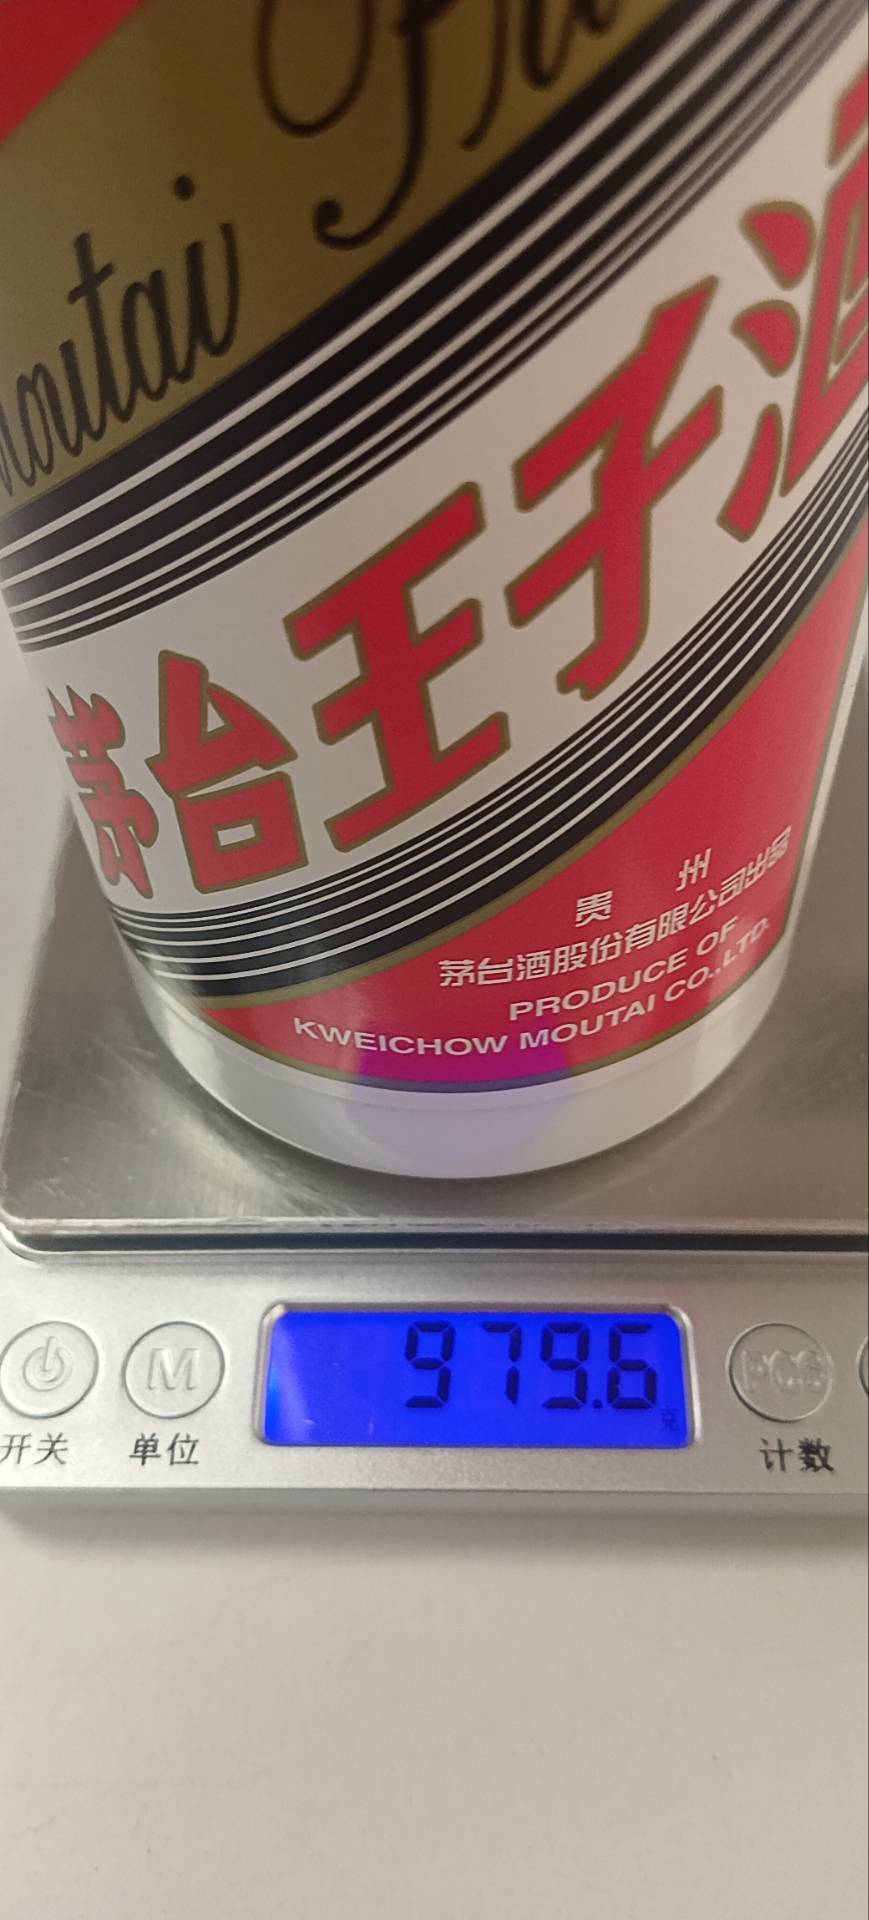 Moutai
茅台王子酒
贵州
茅台酒股份有限公司出品
PRODUCE OF
KWEICHOW MOUTAI CO.,LTD.
979.6
克
M
PCS
开关
单位
计数